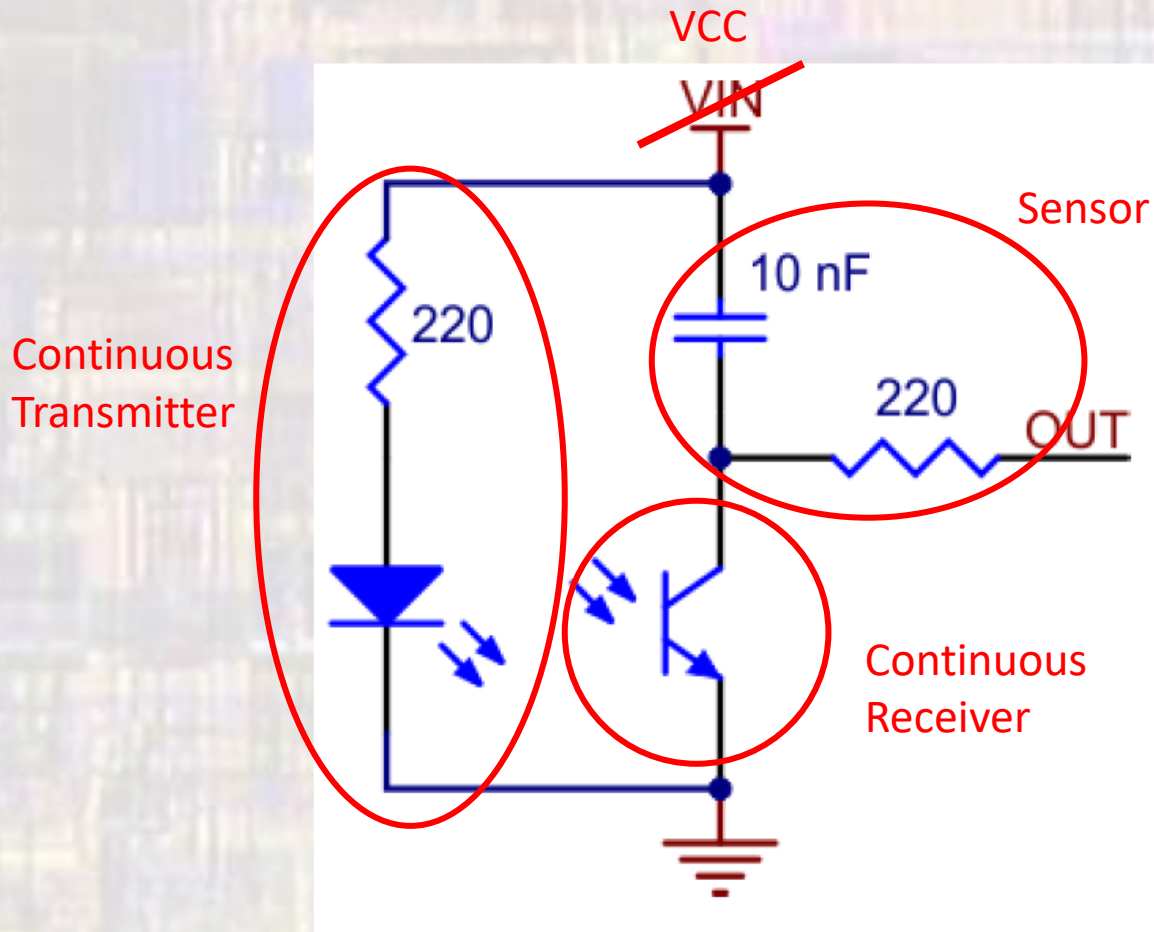 VCC
VIN
Sensor
10 nF
220
Continuous
Transmitter
220
OUT
Continuous
Receiver